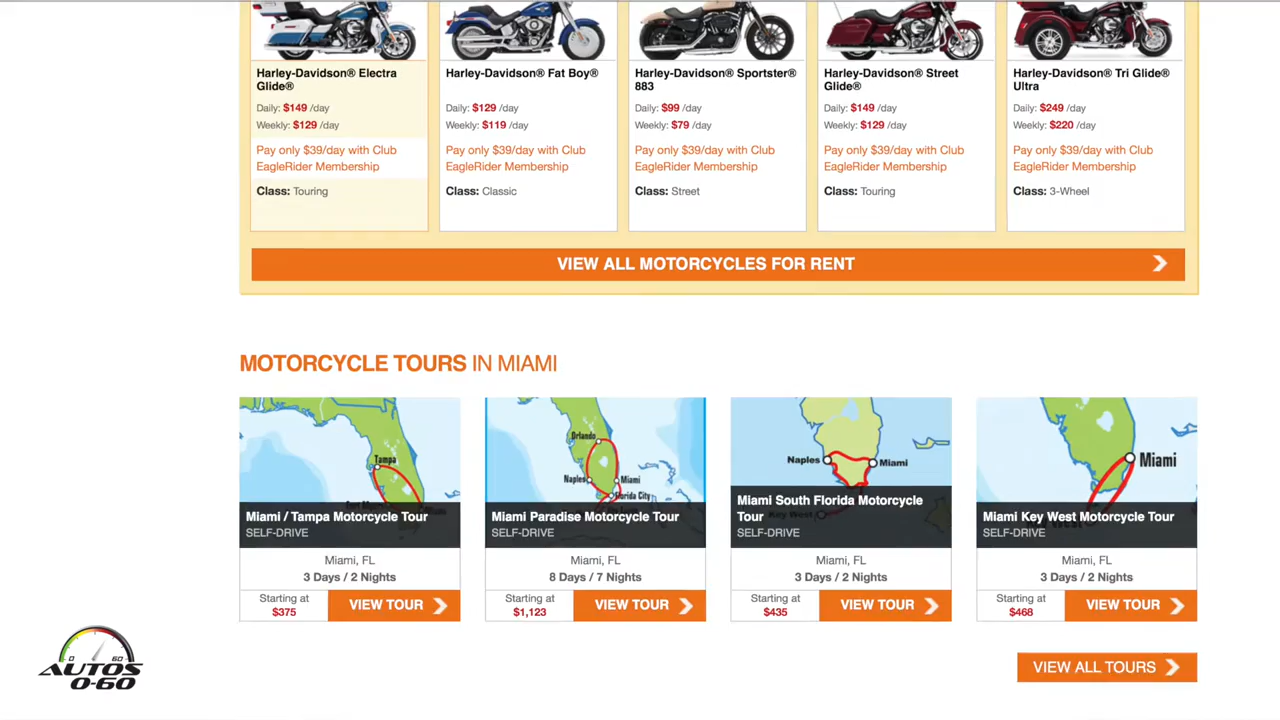 Harley-Davidson® Electra
Glide®
Daily: $149 /day
Weekly: $129 /day
Pay only $39/day with Club
EagleRider Membership
Class: Touring
Harley-Davidson® Fat Boy®
Daily: $129 /day
Weekly: $119 /day
Pay only $39/day with Club
EagleRider Membership
Class: Classic
Harley-Davidson® Sportster®
883
Daily: $99 /day
Weekly: $79 /day
Pay only $39/day with Club
EagleRider Membership
Class: Street
Harley-Davidson® Street
Glide®
Daily: $149 /day
Weekly: $129 /day
Pay only $39/day with Club
EagleRider Membership
Class: Touring
Harley-Davidson® Tri Glide®
Ultra
Daily: $249 /day
Weekly: $220 /day
Pay only $39/day with Club
EagleRider Membership
Class: 3-Wheel
VIEW ALL MOTORCYCLES FOR RENT
MOTORCYCLE TOURS IN MIAMI
Tampa
Miami / Tampa Motorcycle Tour
SELF-DRIVE
Miami, FL
3 Days / 2 Nights
Starting at
$375
VIEW TOUR
Orlando
Naples
Miami
Florida City
Miami Paradise Motorcycle Tour
SELF-DRIVE
Miami, FL
8 Days / 7 Nights
Starting at
$1,123
VIEW TOUR
Naples
Miami
Miami South Florida Motorcycle
Tour
Key West
SELF-DRIVE
Miami, FL
3 Days / 2 Nights
Starting at
$435
VIEW TOUR
Miami
Miami Key West Motorcycle Tour
SELF-DRIVE
Miami, FL
3 Days / 2 Nights
Starting at
$468
VIEW TOUR
VIEW ALL TOURS
0 60
AUTOS
0-60